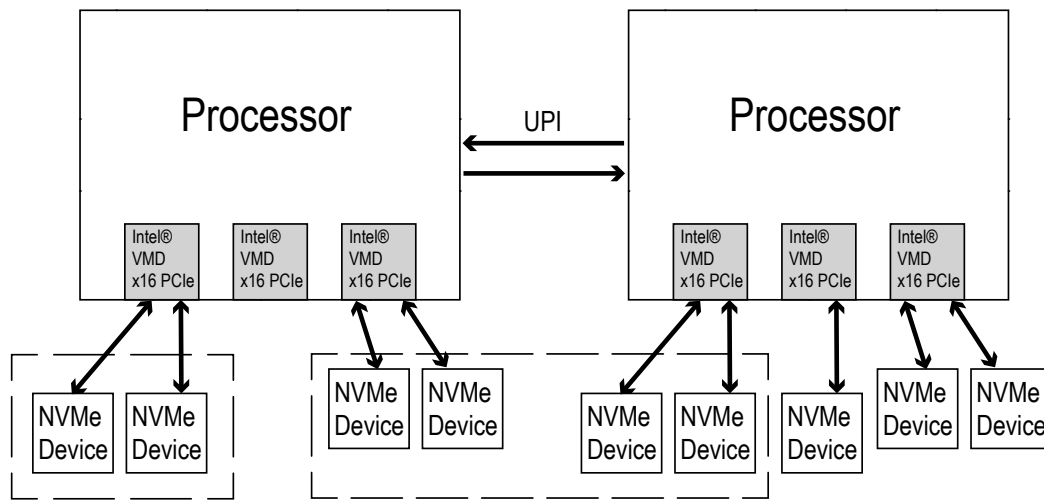 Processor
UPI
Processor
Intel®
VMD
x16 PCIe
Intel®
VMD
x16 PCIe
Intel®
VMD
x16 PCIe
Intel®
VMD
x16 PCIe
Intel®
VMD
x16 PCIe
Intel®
VMD
x16 PCIe
NVMe
Device
NVMe
Device
NVMe
Device
NVMe
Device
NVMe
Device
NVMe
Device
NVMe
Device
NVMe
Device
NVMe
Device